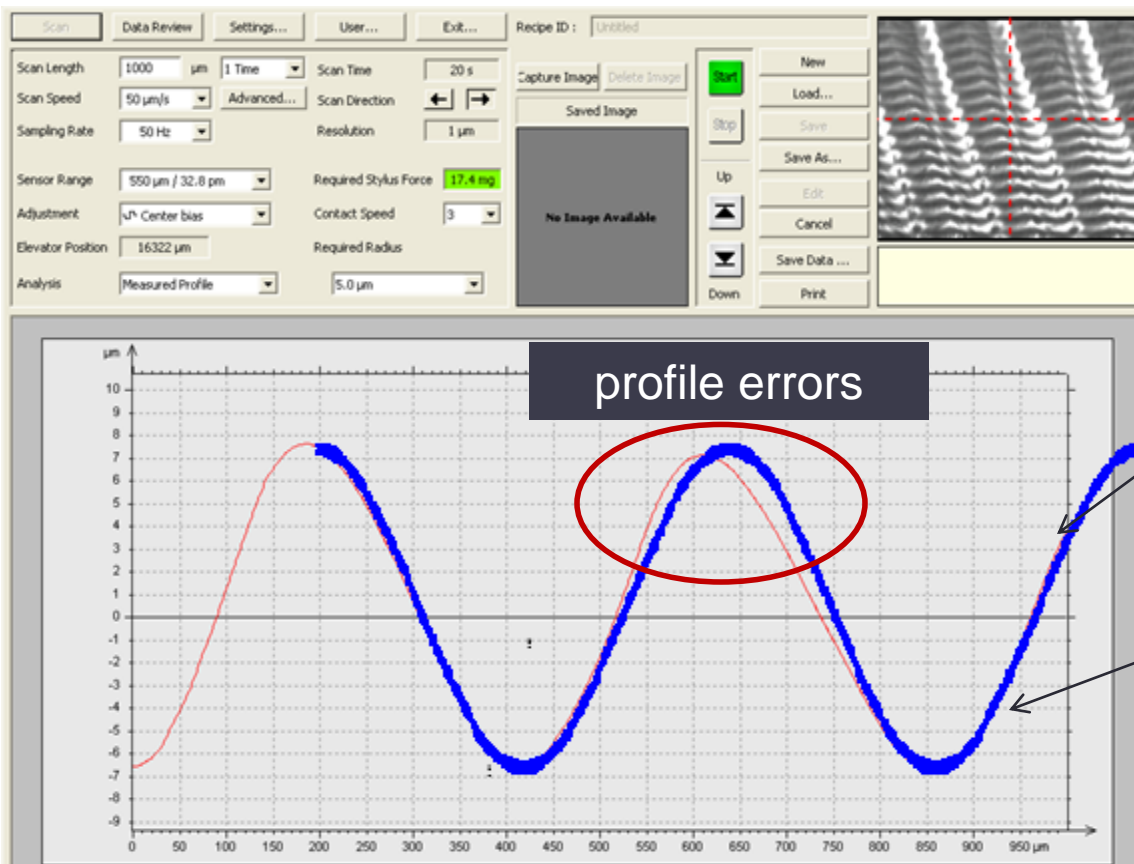 Scan Data Review Settings... User... Exit... Recipe ID : Untitled
Scan Length 1000 µm 1 Time Scan Time 20 s
Scan Speed 50 µm/s Advanced... Scan Direction
Sampling Rate 50 Hz Resolution 1 µm
Sensor Range 550 µm / 32.8 pm Required Stylus Force 17.4 mg
Adjustment Center bias Contact Speed 3
Elevator Position 16322 µm Required Radius
Analysis Measured Profile 5.0 µm
Capture Image Delete Image
Saved Image
No Image Available
Start
Stop
Up
Down
New
Load...
Save
Save As...
Edit
Cancel
Save Data ...
Print
profile errors
µm
10
9
8
7
6
5
4
3
2
1
0
-1
-2
-3
-4
-5
-6
-7
-8
-9
0 50 100 150 200 250 300 350 400 450 500 550 600 650 700 750 800 850 900 950 µm